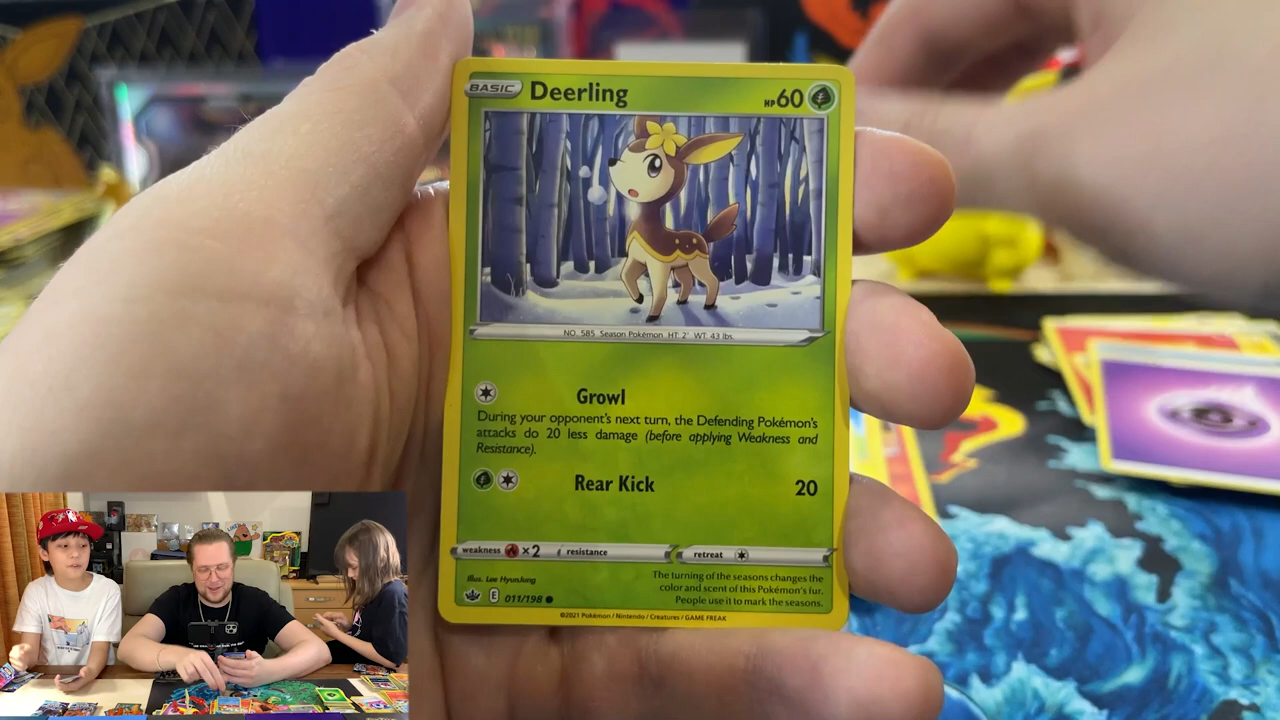 BASIC Deerling HP60
NO. 585 Season Pokémon HT: 2' WT: 43 lbs.
Growl
During your opponent's next turn, the Defending Pokémon's
attacks do 20 less damage (before applying Weakness and
Resistance).
Rear Kick 20
weakness ×2 resistance retreat
Illus. Lee HyunJung
E 011/198
The turning of the seasons changes the
color and scent of this Pokémon's fur.
People use it to mark the seasons.
©2021 Pokémon / Nintendo / Creatures / GAME FREAK